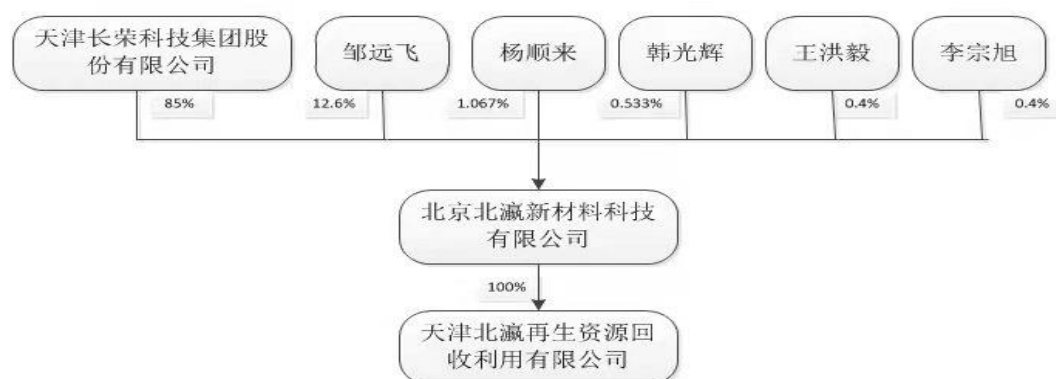 天津长荣科技集团股
份有限公司
邹远飞
杨顺来
韩光辉
王洪毅
李宗旭
85%
12.6%
1.067%
0.533%
0.4%
0.4%
北京北瀛新材料科技
有限公司
100%
天津北瀛再生资源回
收利用有限公司